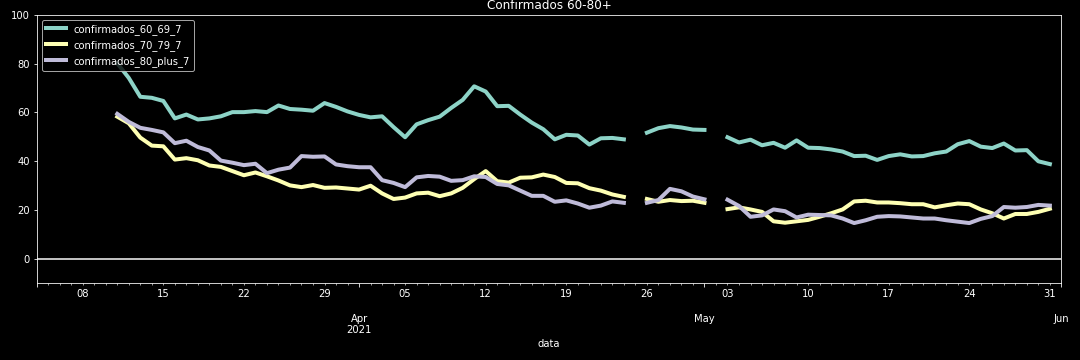 Confirmados 60-80+
100
confirmados_60_69_7
confirmados_70_79_7
confirmados_80_plus_7
80
60
40
20
0
08 15 22 29 05 12 19 26 03 10 17 24 31
Apr May Jun
2021
data